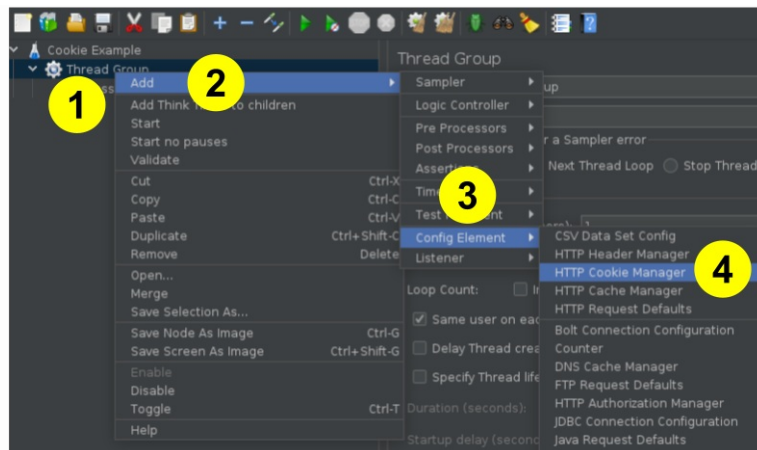 Cookie Example
Thread Group
1
Add
2
Add Think to children
Start
Start no pauses
Validate
Cut Ctrl-X
Copy Ctrl-C
Paste Ctrl-V
Duplicate Ctrl+Shift-C
Remove Delete
Open...
Merge
Save Selection As...
Save Node As Image Ctrl-G
Save Screen As Image Ctrl+Shift-G
Enable
Disable
Toggle Ctrl-T
Help
Thread Group
Sampler
Logic Controller
Pre Processors
Post Processors
3
Config Element
Listener
up
r a Sampler error
Next Thread Loop Stop Thread
Loop Count:
Same user on eac
Delay Thread crea
Specify Thread life
Duration (seconds):
Startup delay (second
CSV Data Set Config
HTTP Header Manager
HTTP Cookie Manager
4
HTTP Cache Manager
HTTP Request Defaults
Bolt Connection Configuration
Counter
DNS Cache Manager
FTP Request Defaults
HTTP Authorization Manager
JDBC Connection Configuration
Java Request Defaults